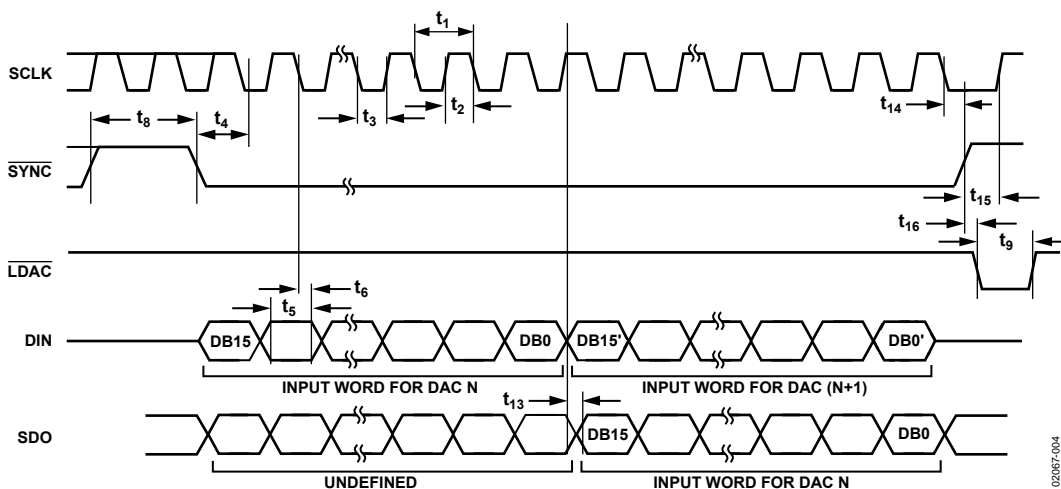 t1
SCLK
t8
t4
t3
t2
t14
SYNC
t15
t16
t9
LDAC
t6
t5
DIN
DB15
DB0
DB15'
DB0'
INPUT WORD FOR DAC N
INPUT WORD FOR DAC (N+1)
t13
SDO
DB15
DB0
UNDEFINED
INPUT WORD FOR DAC N
02067-004